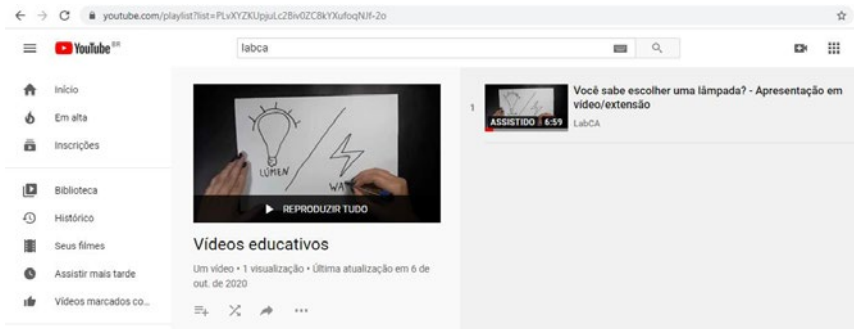 youtube.com/playlist?list=PLvXYZKUpjuLc2Biv0ZC8kYXufoqNJf-2o
YouTube BR
labca
Início
Em alta
Inscrições
Biblioteca
Histórico
Seus filmes
Assistir mais tarde
Vídeos marcados co...
LÚMEN
WA
REPRODUZIR TUDO
Vídeos educativos
Um vídeo • 1 visualização • Última atualização em 6 de
out. de 2020
1
ASSISTIDO 6:59
Você sabe escolher uma lâmpada? - Apresentação em
vídeo/extensão
LabCA